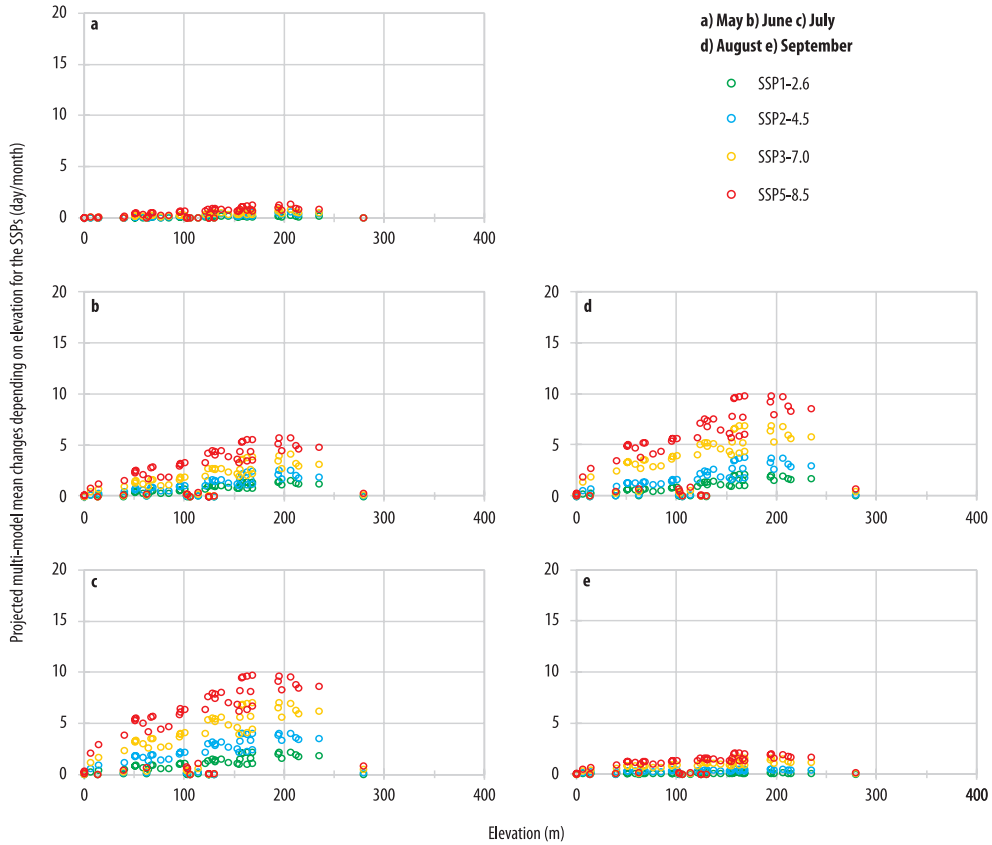 Projected multi-model mean changes depending on elevation for the SSPs (day/month)
a
20
15
10
5
0
0 100 200 300 400
a) May b) June c) July
d) August e) September
SSP1-2.6
SSP2-4.5
SSP3-7.0
SSP5-8.5
b
20
15
10
5
0
0 100 200 300 400
d
20
15
10
5
0
0 100 200 300 400
c
20
15
10
5
0
0 100 200 300 400
e
20
15
10
5
0
0 100 200 300 400
Elevation (m)